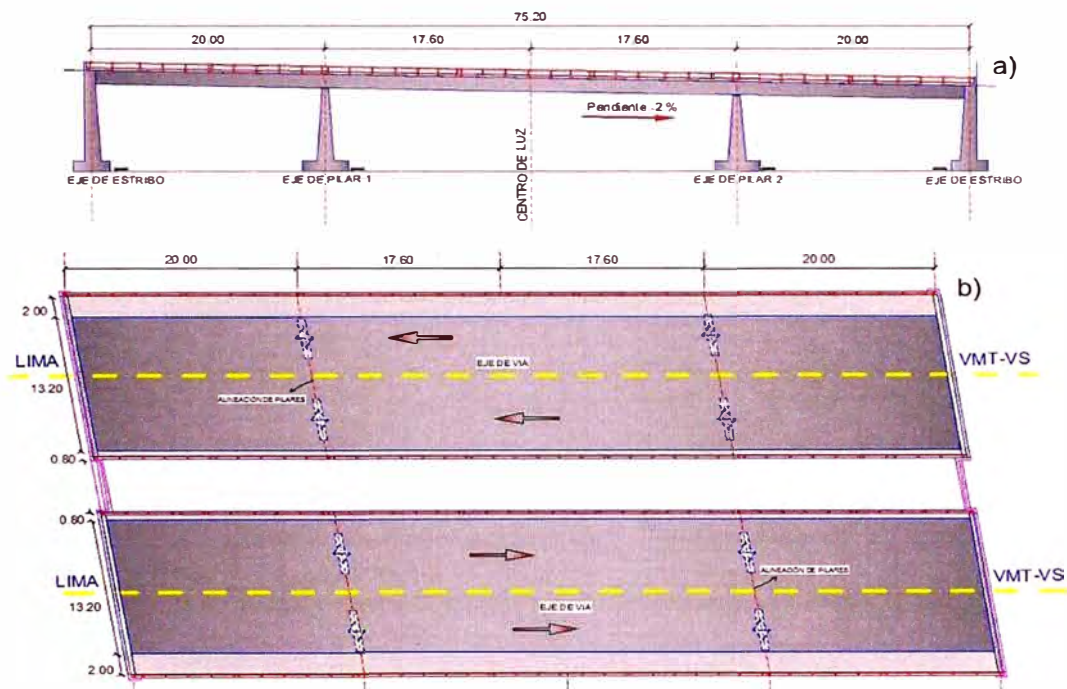 75.20
20.00 17.60 17.60 20.00
a)
Pendiente -2 %
CENTRO DE LUZ
EJE DE ESTRIBO EJE DE PILAR 1 EJE DE PILAR 2 EJE DE ESTRIBO
20.00 17.60 17.60 20.00
b)
2.00
LIMA EJE DE VIA VMT-VS
13.20 ALINEACIÓN DE PILARES
0.80
0.80
LIMA ALINEACIÓN DE PILARES VMT-VS
13.20 EJE DE VIA
2.00